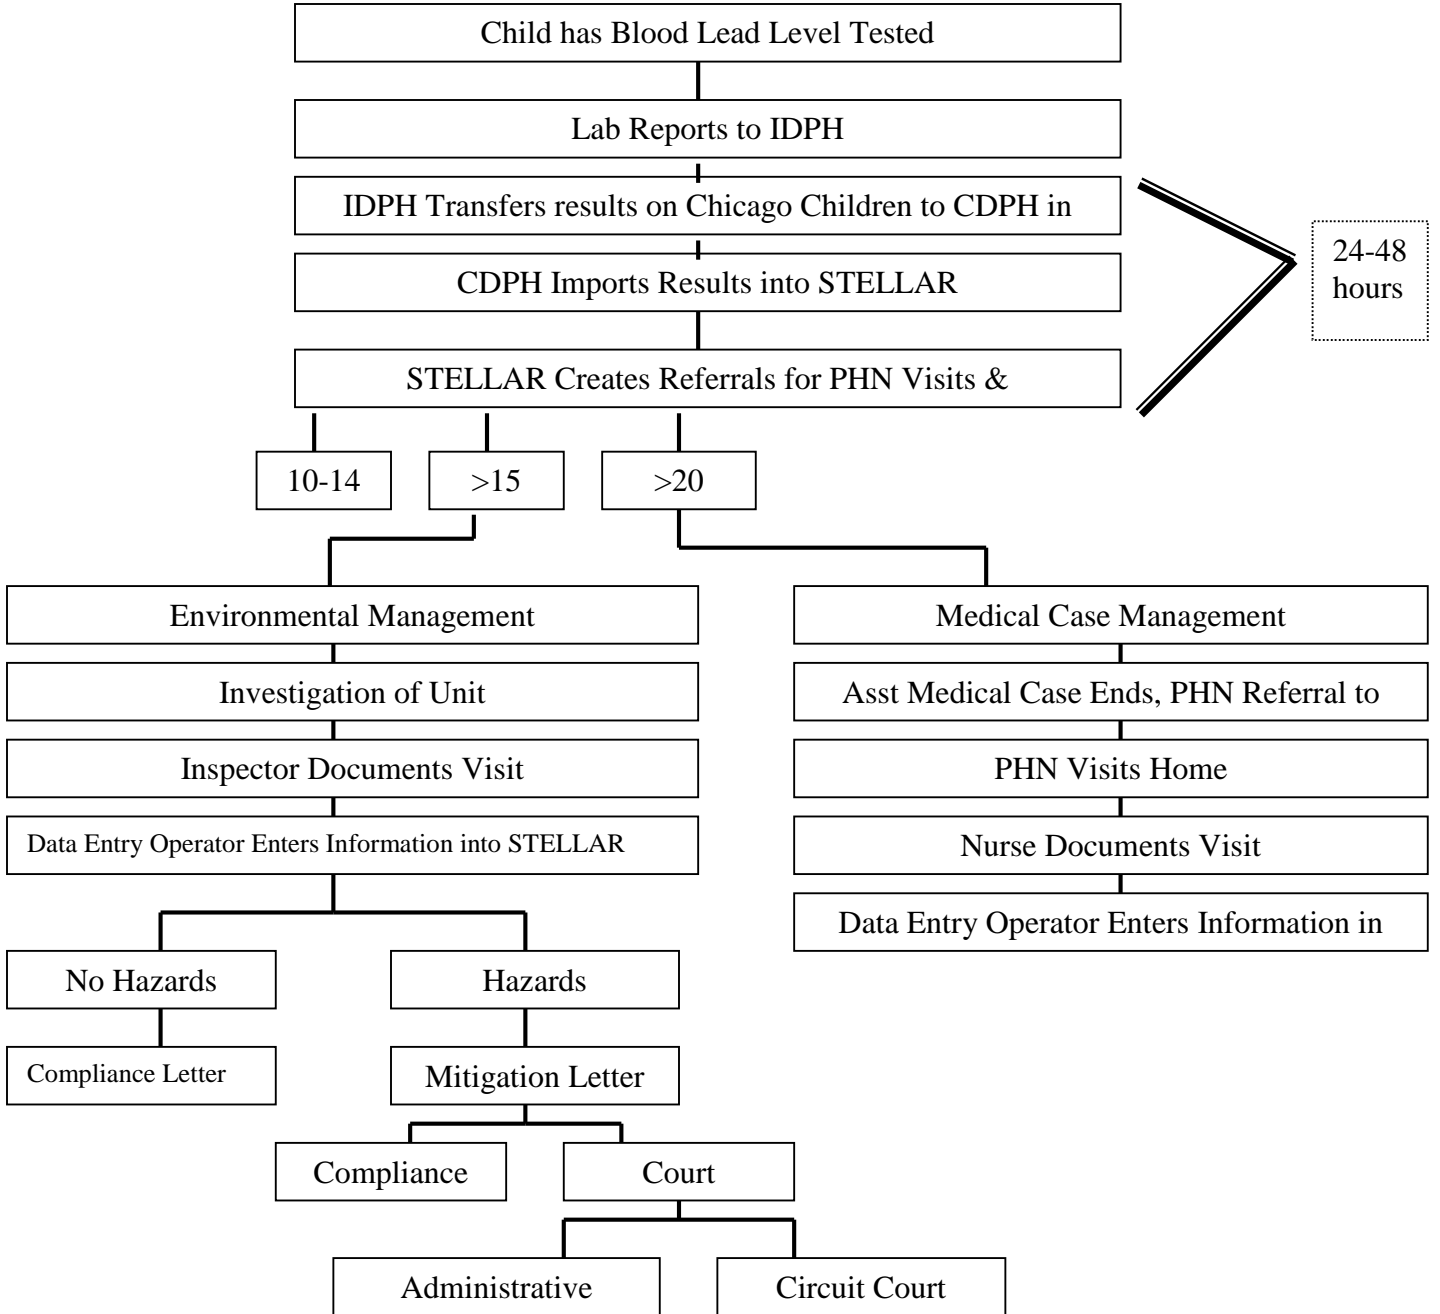 Child has Blood Lead Level Tested
Lab Reports to IDPH
IDPH Transfers results on Chicago Children to CDPH in
24-48
hours
CDPH Imports Results into STELLAR
STELLAR Creates Referrals for PHN Visits &
10-14
>15
>20
Environmental Management
Investigation of Unit
Inspector Documents Visit
Data Entry Operator Enters Information into STELLAR
No Hazards
Hazards
Compliance Letter
Mitigation Letter
Compliance
Court
Administrative
Circuit Court
Medical Case Management
Asst Medical Case Ends, PHN Referral to
PHN Visits Home
Nurse Documents Visit
Data Entry Operator Enters Information in